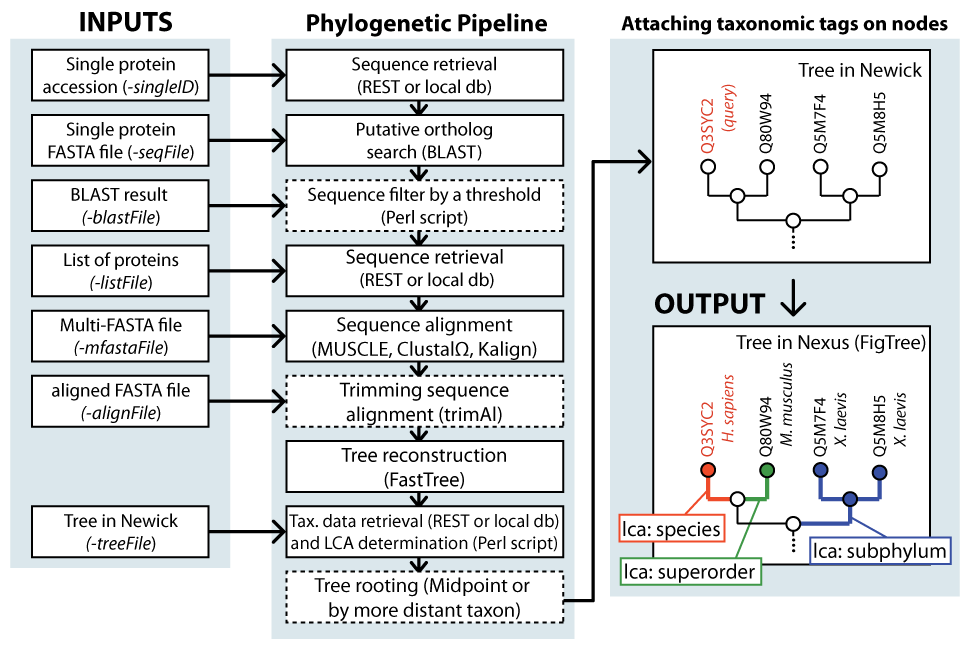 INPUTS
Single protein
accession (-singleID)
Single protein
FASTA file (-seqFile)
BLAST result
(-blastFile)
List of proteins
(-listFile)
Multi-FASTA file
(-mfastaFile)
aligned FASTA file
(-alignFile)
Tree in Newick
(-treeFile)
Phylogenetic Pipeline
Sequence retrieval
(REST or local db)
Putative ortholog
search (BLAST)
Sequence filter by a threshold
(Perl script)
Sequence retrieval
(REST or local db)
Sequence alignment
(MUSCLE, ClustalΩ, Kalign)
Trimming sequence
alignment (trimAl)
Tree reconstruction
(FastTree)
Tax. data retrieval (REST or local db)
and LCA determination (Perl script)
Tree rooting (Midpoint or
by more distant taxon)
Attaching taxonomic tags on nodes
Tree in Newick
Q3SYC2
(query)
Q80W94
Q5M7F4
Q5M8H5
OUTPUT
Tree in Nexus (FigTree)
Q3SYC2
H. sapiens
Q80W94
M. musculus
Q5M7F4
X. laevis
Q5M8H5
X. laevis
lca: species
lca: subphylum
lca: superorder